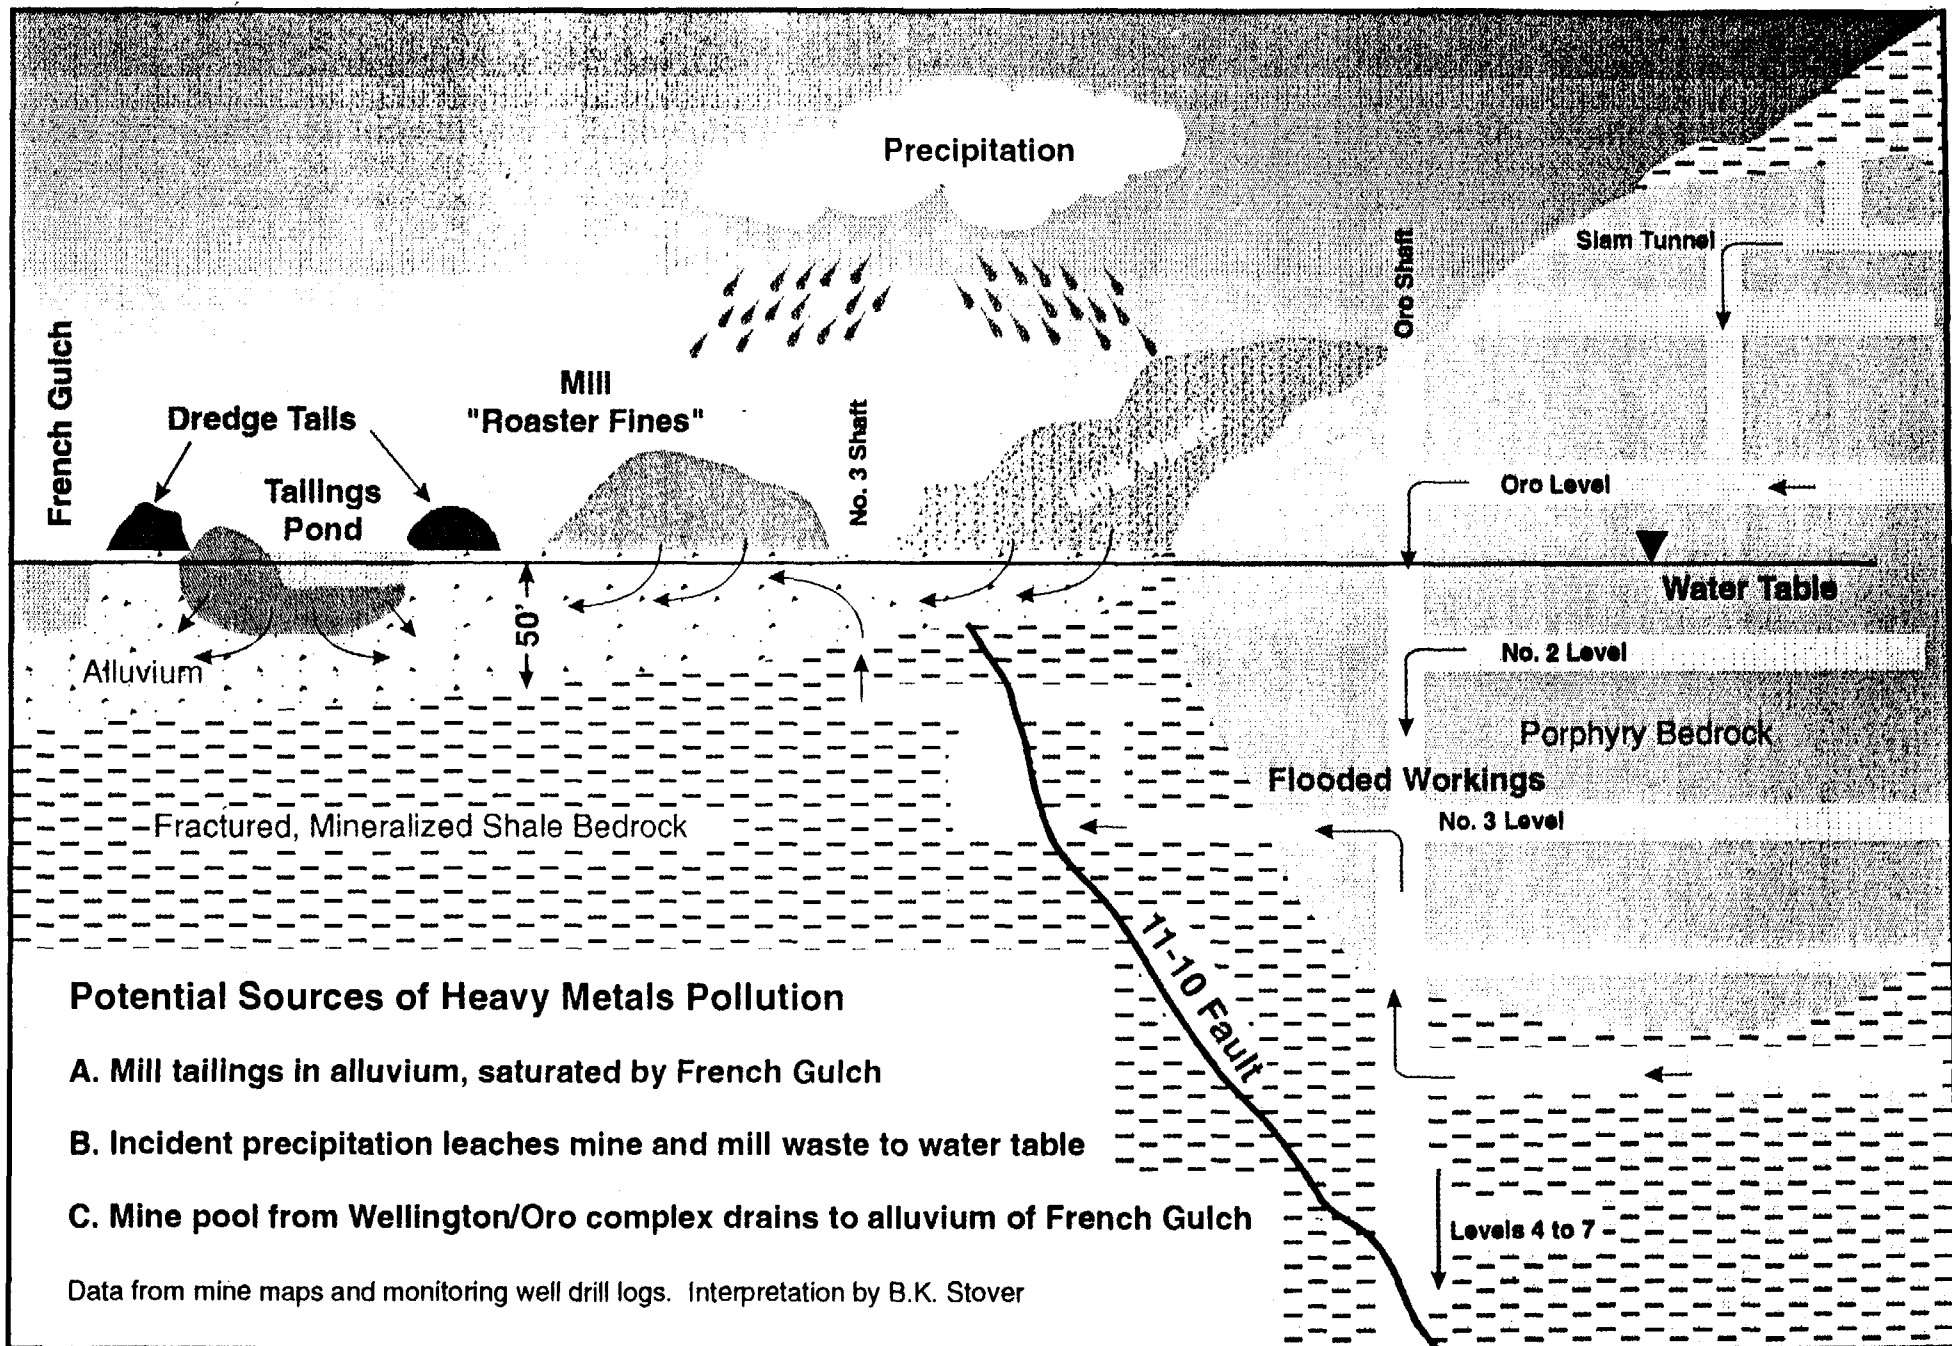 Precipitation
Siam Tunnel
Oro Shaft
French Gulch
Mill
"Roaster Fines"
Dredge Tails
No. 3 Shaft
Tailings
Pond
Oro Level
Water Table
50'
No. 2 Level
Alluvium
Porphyry Bedrock
Flooded Workings
No. 3 Level
Fractured, Mineralized Shale Bedrock
11-10 Fault
Potential Sources of Heavy Metals Pollution
A. Mill tailings in alluvium, saturated by French Gulch
B. Incident precipitation leaches mine and mill waste to water table
C. Mine pool from Wellington/Oro complex drains to alluvium of French Gulch
Levels 4 to 7
Data from mine maps and monitoring well drill logs. Interpretation by B.K. Stover